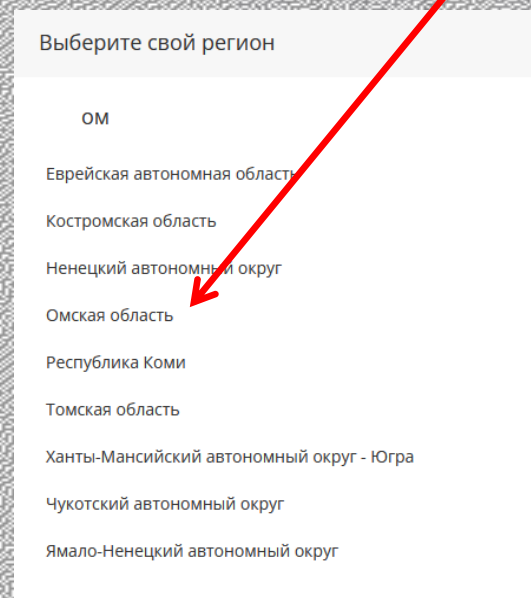 Выберите свой регион
ом
Еврейская автономная область
Костромская область
Ненецкий автономный округ
Омская область
Республика Коми
Томская область
Ханты-Мансийский автономный округ - Югра
Чукотский автономный округ
Ямало-Ненецкий автономный округ